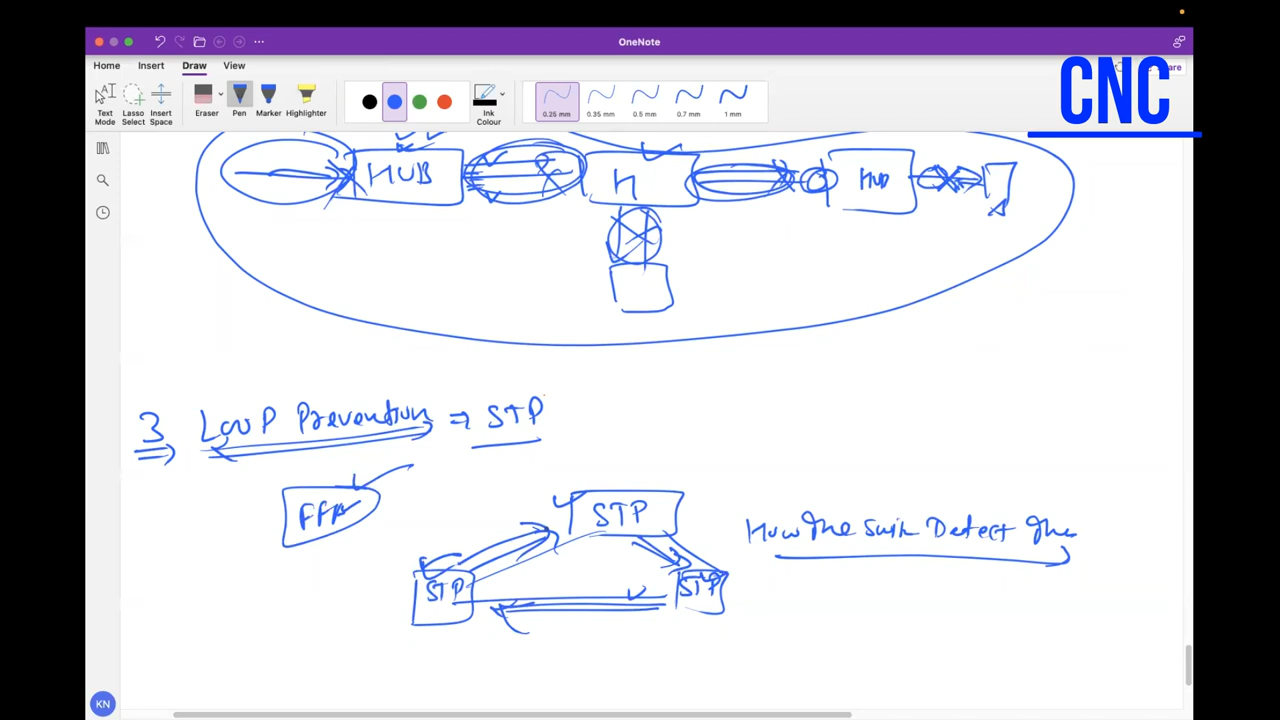 OneNote
Home Insert Draw View
CNC
Text Mode
Lasso Select
Insert Space
Eraser
Pen
Marker
Highlighter
Ink Colour
0.25 mm
0.35 mm
0.5 mm
0.7 mm
1 mm
HUB
H
HUB
3 Loop Prevention => STP
STP
How the Swih Detect the
STP
STP
KN